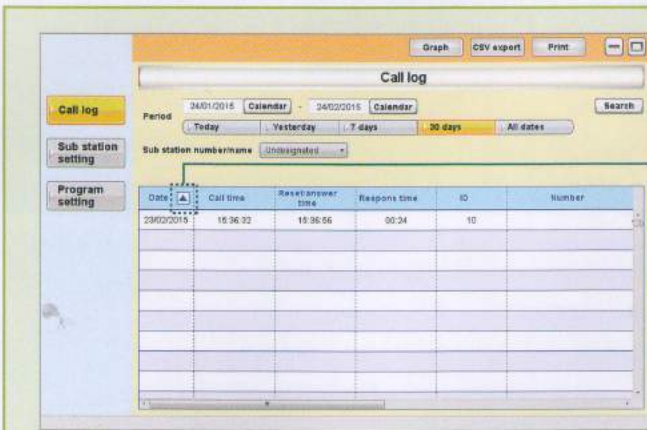 Graph CSV export Print
Call log
Call log
Period 24/01/2015 Calendar - 24/02/2015 Calendar Search
Today Yesterday 7 days 30 days All dates
Sub station setting
Sub station number/name Undesignated
Program setting
Date Call time Reset/answer time Respons time ID Number
23/02/2015 15:36:32 15:36:56 00:24 10